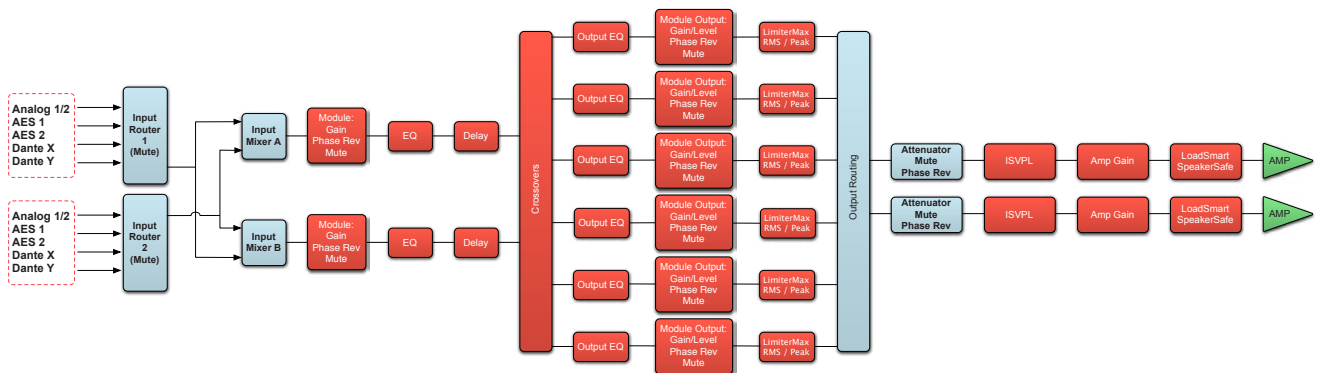 Analog 1/2
AES 1
AES 2
Dante X
Dante Y
Input
Router
1
(Mute)
Analog 1/2
AES 1
AES 2
Dante X
Dante Y
Input
Router
2
(Mute)
Input
Mixer A
Module:
Gain
Phase Rev
Mute
EQ
Delay
Input
Mixer B
Module:
Gain
Phase Rev
Mute
EQ
Delay
Crossovers
Output EQ
Module Output:
Gain/Level
Phase Rev
Mute
LimiterMax
RMS / Peak
Output EQ
Module Output:
Gain/Level
Phase Rev
Mute
LimiterMax
RMS / Peak
Output EQ
Module Output:
Gain/Level
Phase Rev
Mute
LimiterMax
RMS / Peak
Output EQ
Module Output:
Gain/Level
Phase Rev
Mute
LimiterMax
RMS / Peak
Output EQ
Module Output:
Gain/Level
Phase Rev
Mute
LimiterMax
RMS / Peak
Output EQ
Module Output:
Gain/Level
Phase Rev
Mute
LimiterMax
RMS / Peak
Output Routing
Attenuator
Mute
Phase Rev
ISVPL
Amp Gain
LoadSmart
SpeakerSafe
AMP
Attenuator
Mute
Phase Rev
ISVPL
Amp Gain
LoadSmart
SpeakerSafe
AMP